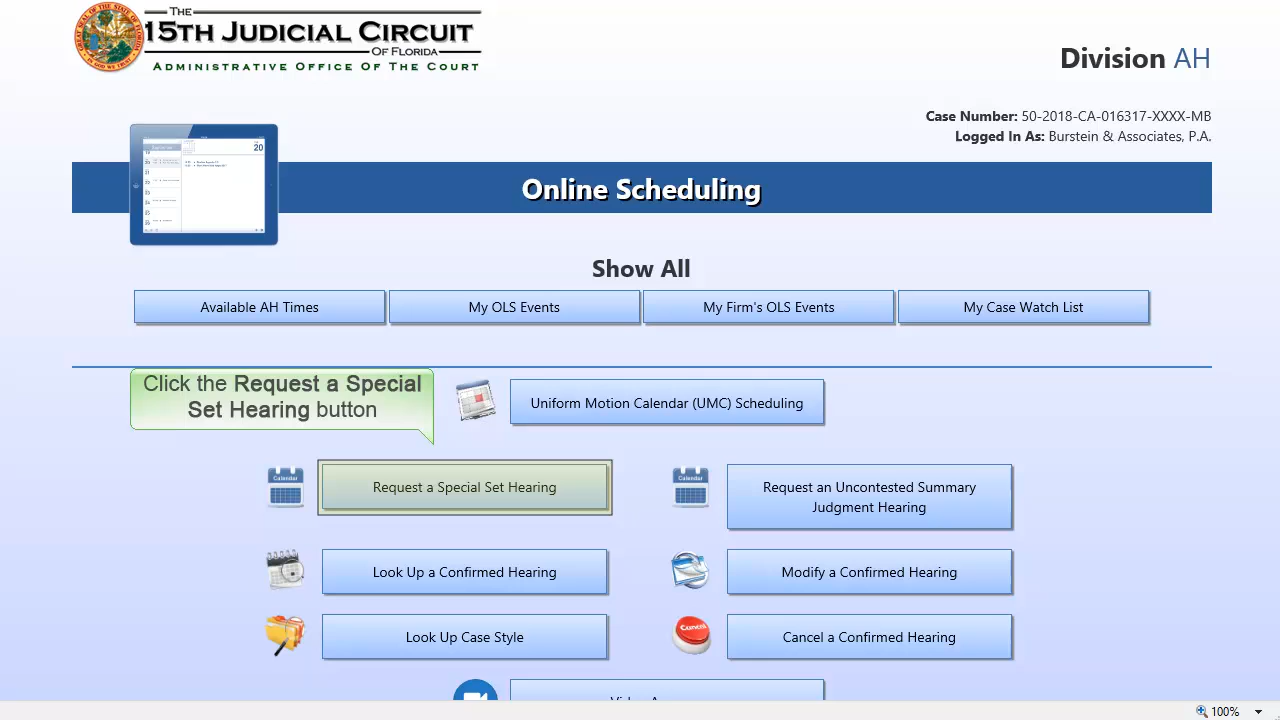 THE
15TH JUDICIAL CIRCUIT
OF FLORIDA
ADMINISTRATIVE OFFICE OF THE COURT
Division AH
Case Number: 50-2018-CA-016317-XXXX-MB
Logged In As: Burstein & Associates, P.A.
20
Online Scheduling
Show All
Available AH Times
My OLS Events
My Firm's OLS Events
My Case Watch List
Click the Request a Special
Set Hearing button
Uniform Motion Calendar (UMC) Scheduling
Calendar
Request a Special Set Hearing
Calendar
Request an Uncontested Summary
Judgment Hearing
Look Up a Confirmed Hearing
Modify a Confirmed Hearing
Look Up Case Style
Cancel
Cancel a Confirmed Hearing
100%